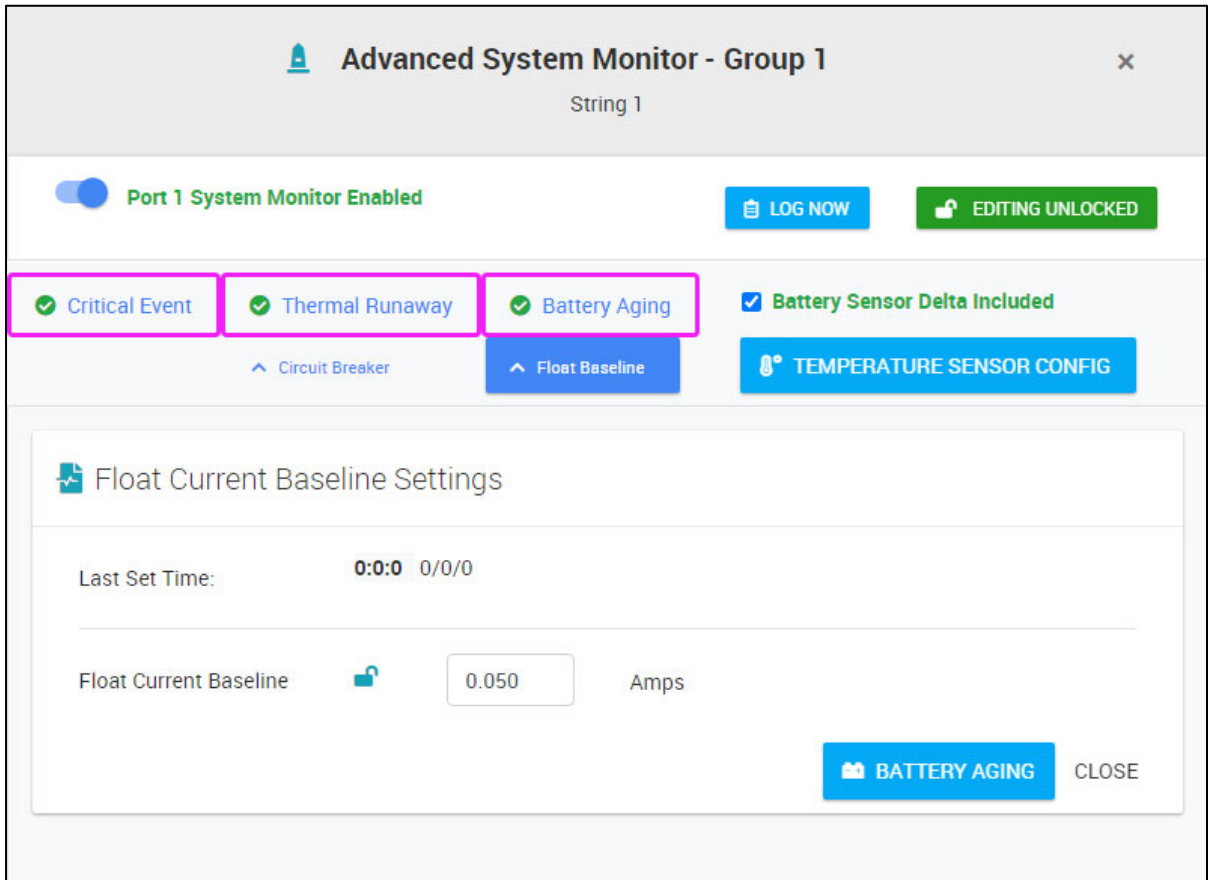 Advanced System Monitor - Group 1
String 1
Port 1 System Monitor Enabled
LOG NOW
EDITING UNLOCKED
Critical Event
Thermal Runaway
Battery Aging
Battery Sensor Delta Included
Circuit Breaker
Float Baseline
TEMPERATURE SENSOR CONFIG
Float Current Baseline Settings
Last Set Time: 0:0:0 0/0/0
Float Current Baseline 0.050 Amps
BATTERY AGING CLOSE